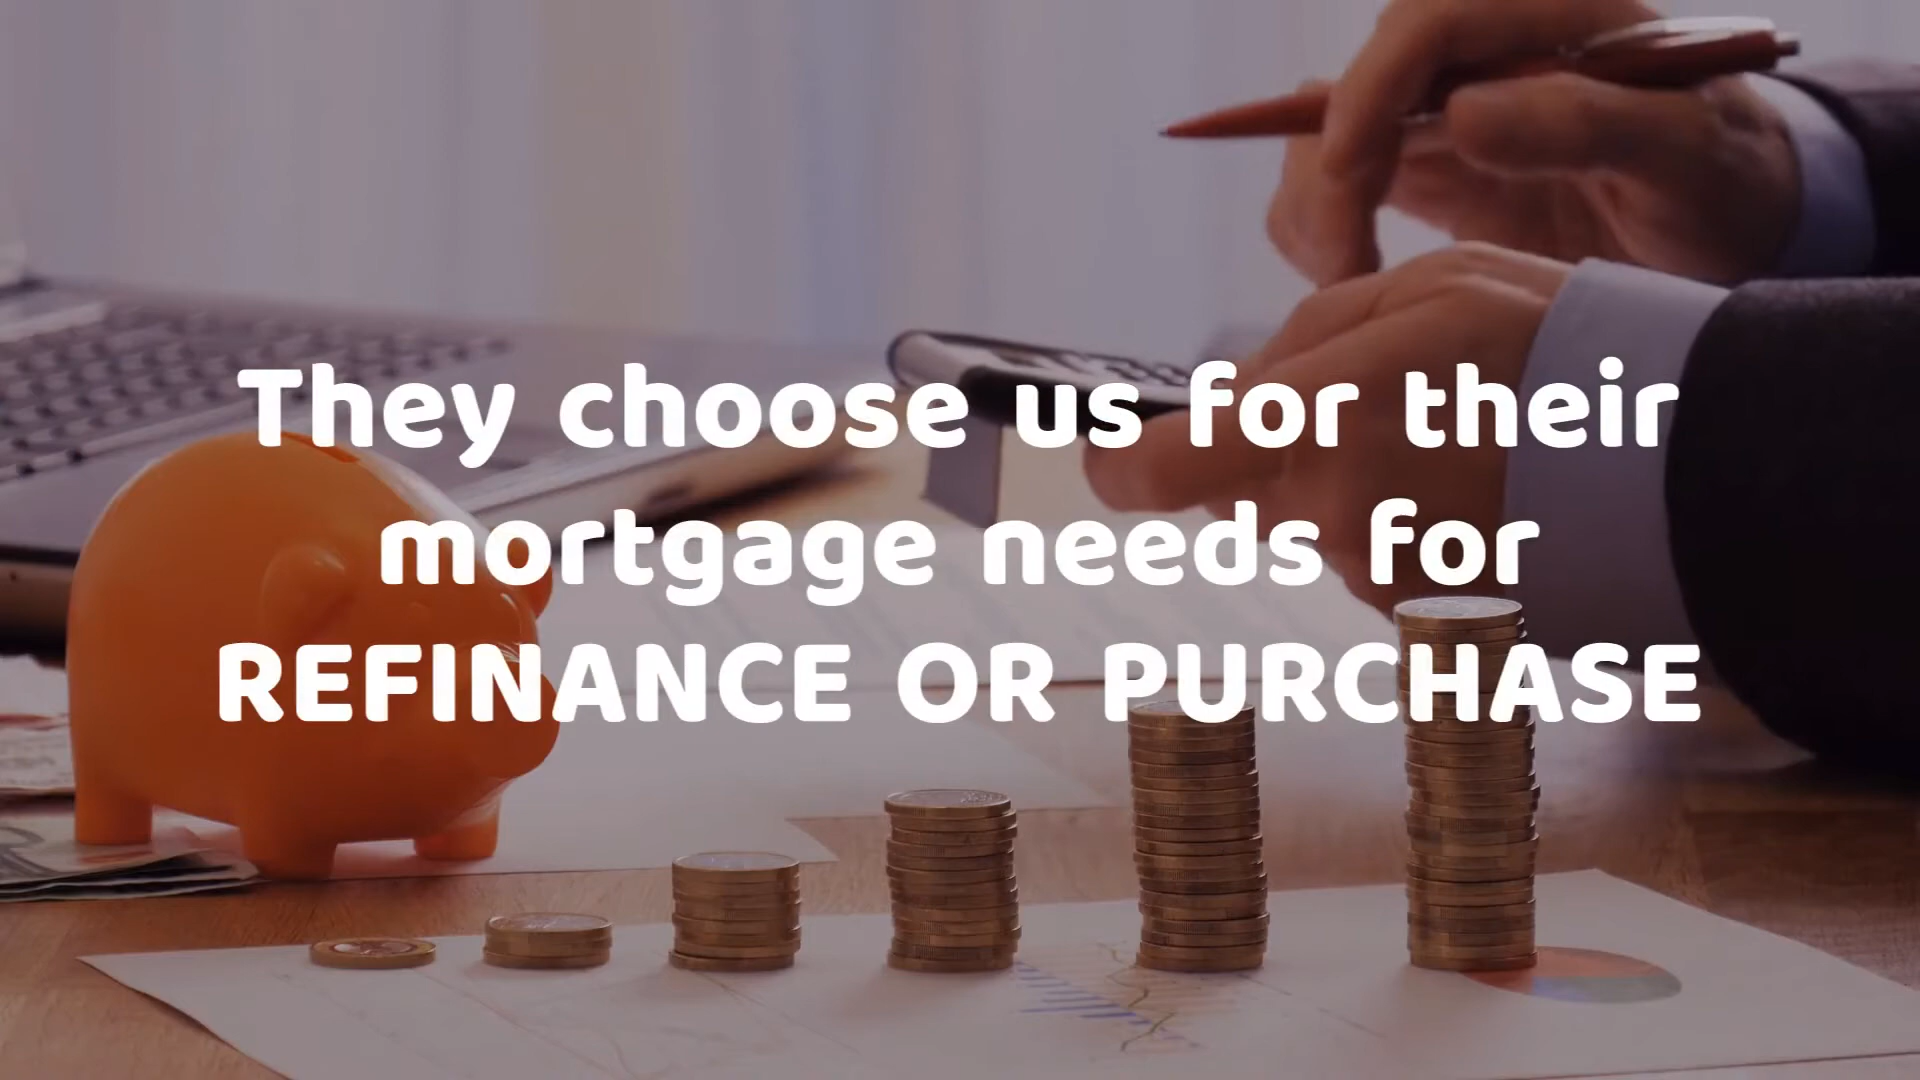 They choose us for their
mortgage needs for
REFINANCE OR PURCHASE